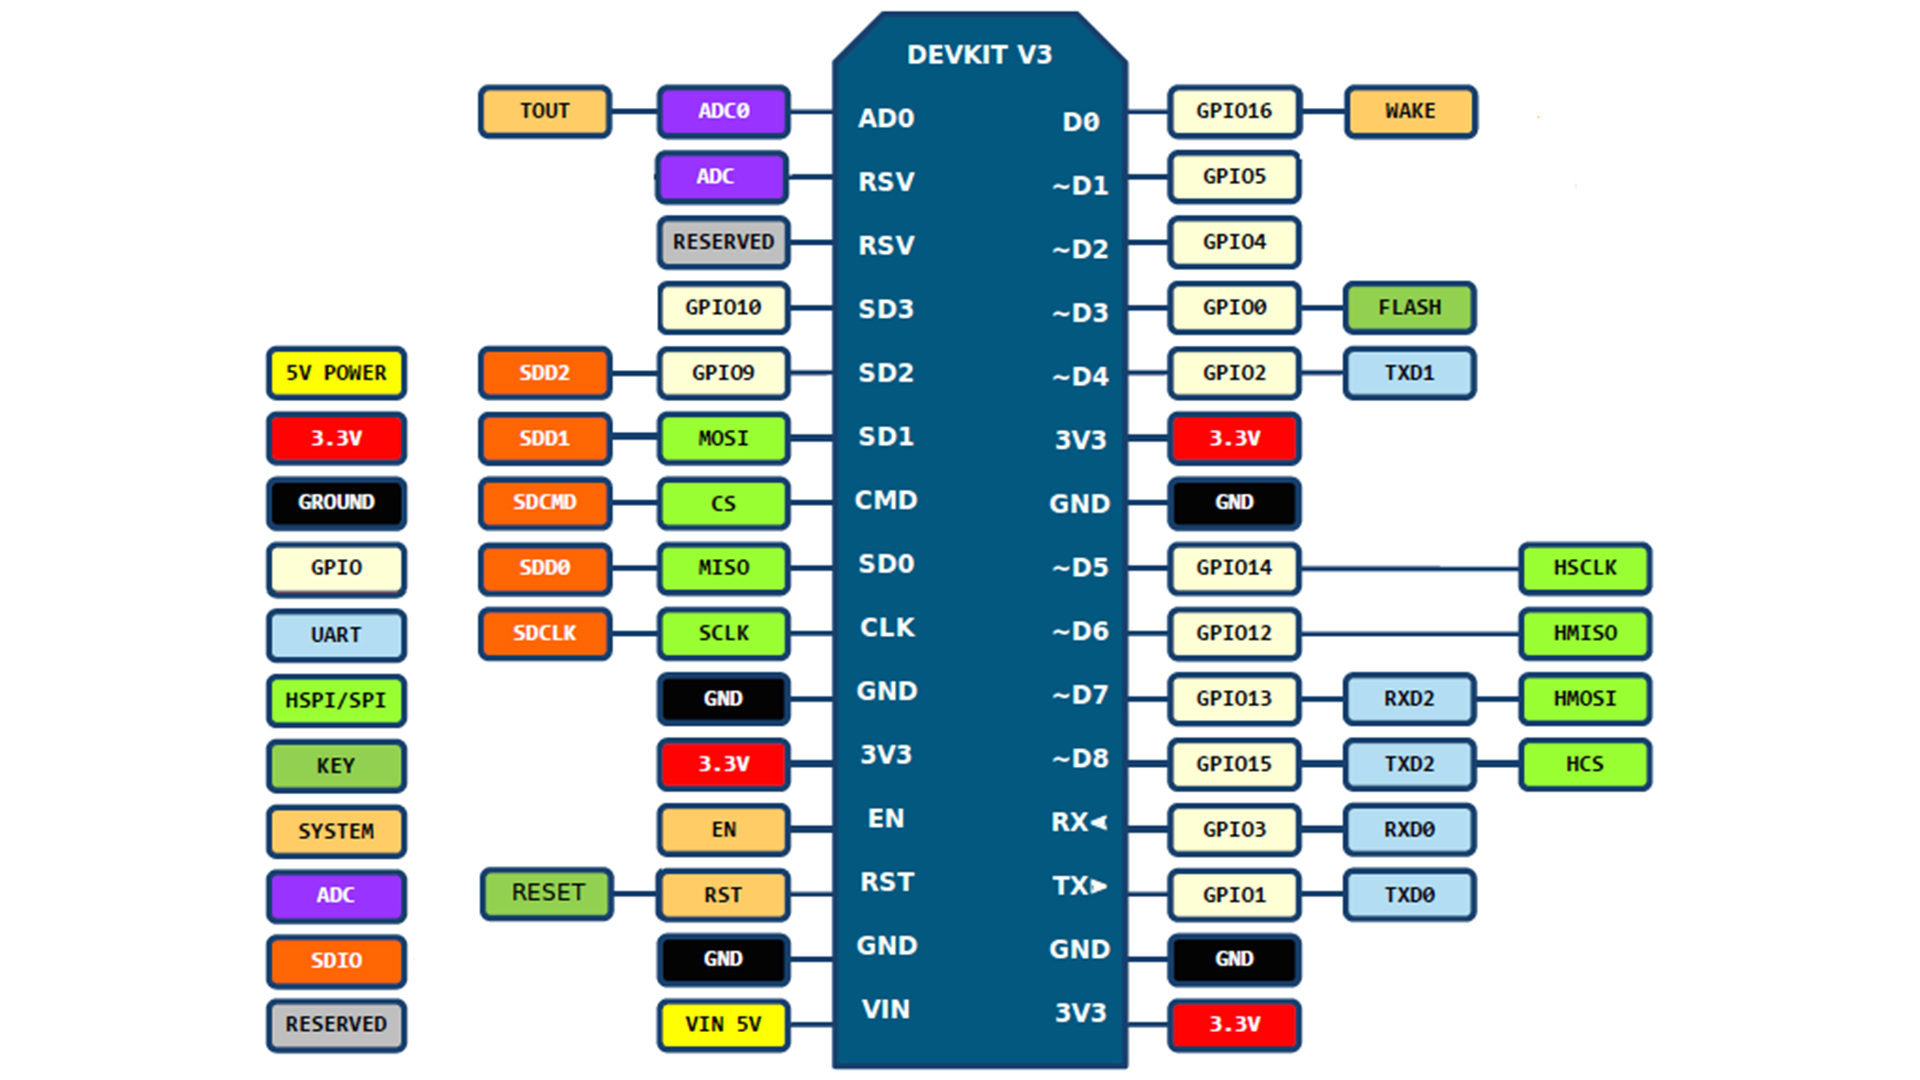 DEVKIT V3
TOUT ADC0 AD0 D0 GPIO16 WAKE
ADC RSV ~D1 GPIO5
RESERVED RSV ~D2 GPIO4
GPIO10 SD3 ~D3 GPIO0 FLASH
5V POWER SDD2 GPIO9 SD2 ~D4 GPIO2 TXD1
3.3V SDD1 MOSI SD1 3V3 3.3V
GROUND SDCMD CS CMD GND GND
GPIO SDD0 MISO SD0 ~D5 GPIO14 HSCLK
UART SDCLK SCLK CLK ~D6 GPIO12 HMISO
HSPI/SPI GND GND ~D7 GPIO13 RXD2 HMOSI
KEY 3.3V 3V3 ~D8 GPIO15 TXD2 HCS
SYSTEM EN EN RX GPIO3 RXD0
ADC RESET RST RST TX GPIO1 TXD0
SDIO GND GND GND GND
RESERVED VIN 5V VIN 3V3 3.3V